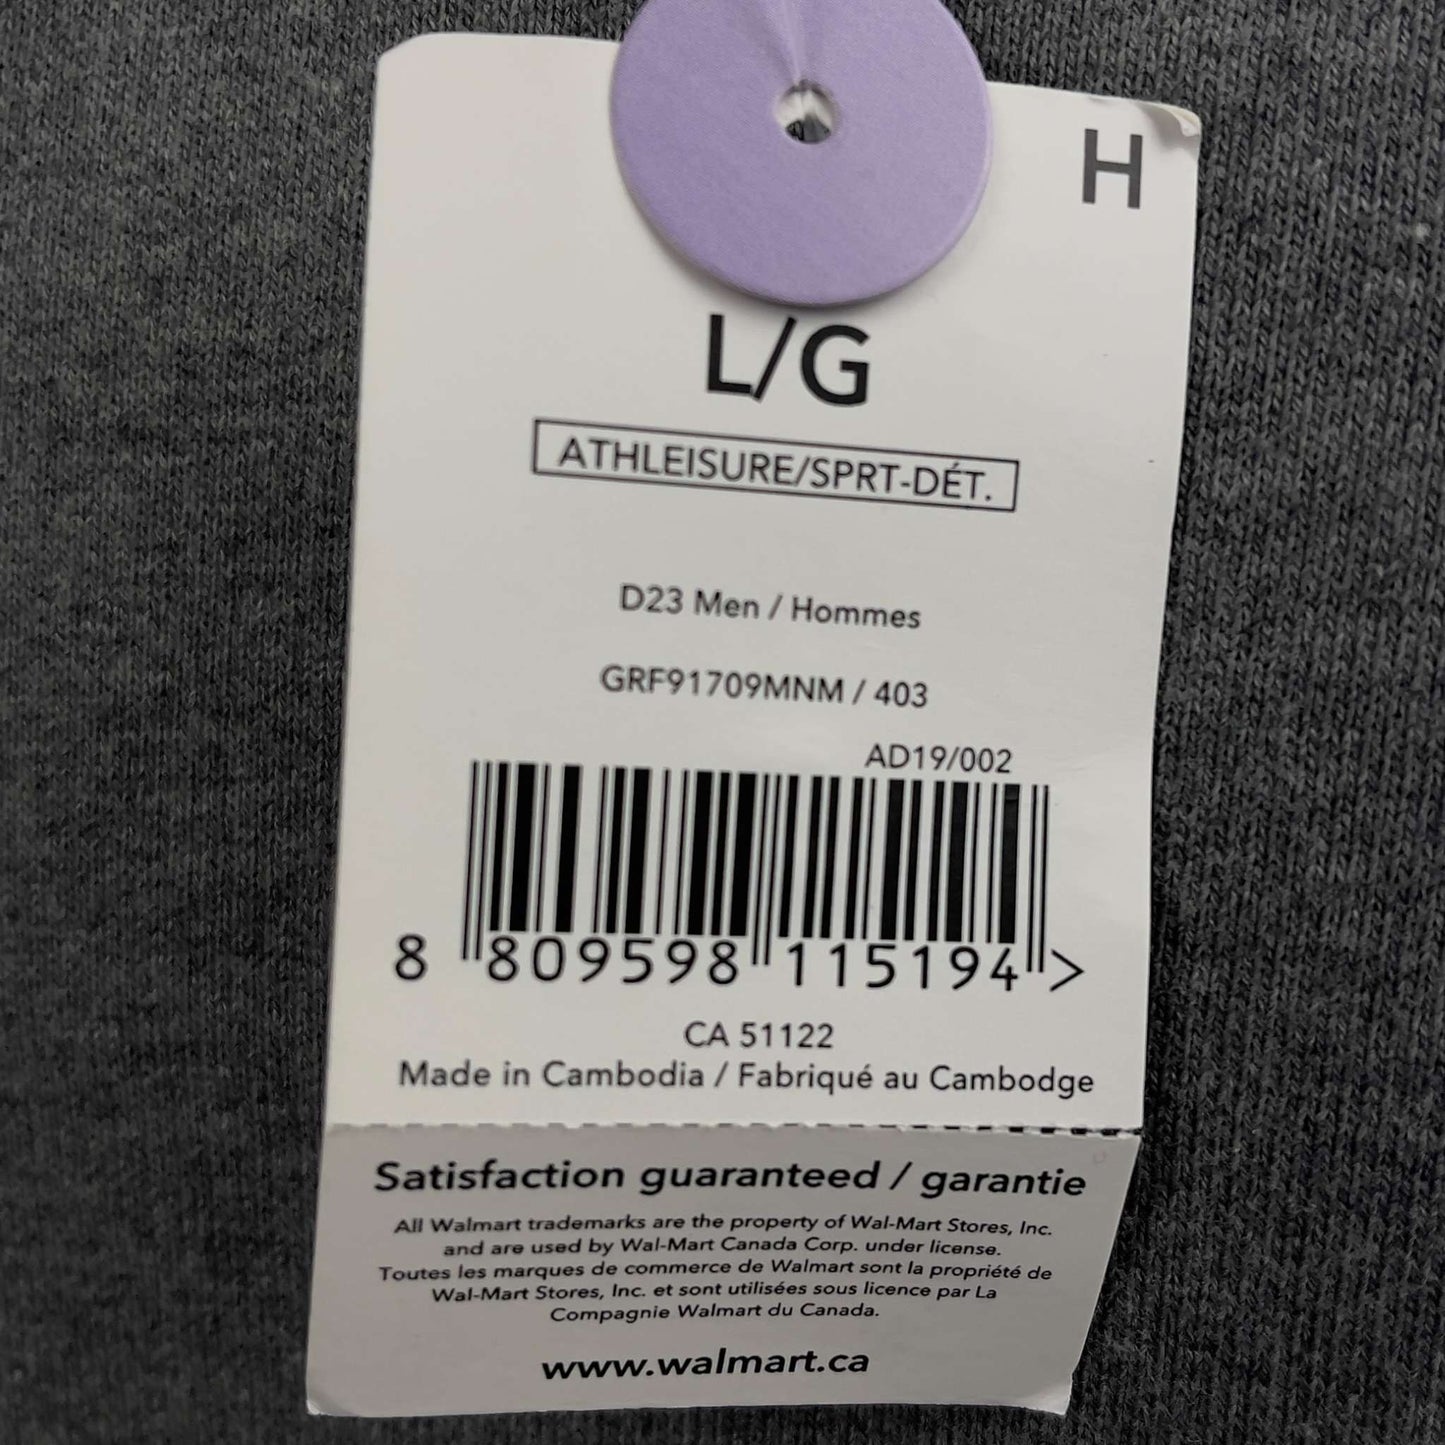 H
L/G
ATHLEISURE/SPRT-DÉT.
D23 Men / Hommes
GRF91709MNM / 403
AD19/002
8 809598 115194 >
CA 51122
Made in Cambodia / Fabriqué au Cambodge
Satisfaction guaranteed / garantie
All Walmart trademarks are the property of Wal-Mart Stores, Inc.
and are used by Wal-Mart Canada Corp. under license.
Toutes les marques de commerce de Walmart sont la propriété de
Wal-Mart Stores, Inc. et sont utilisées sous licence par La
Compagnie Walmart du Canada.
www.walmart.ca